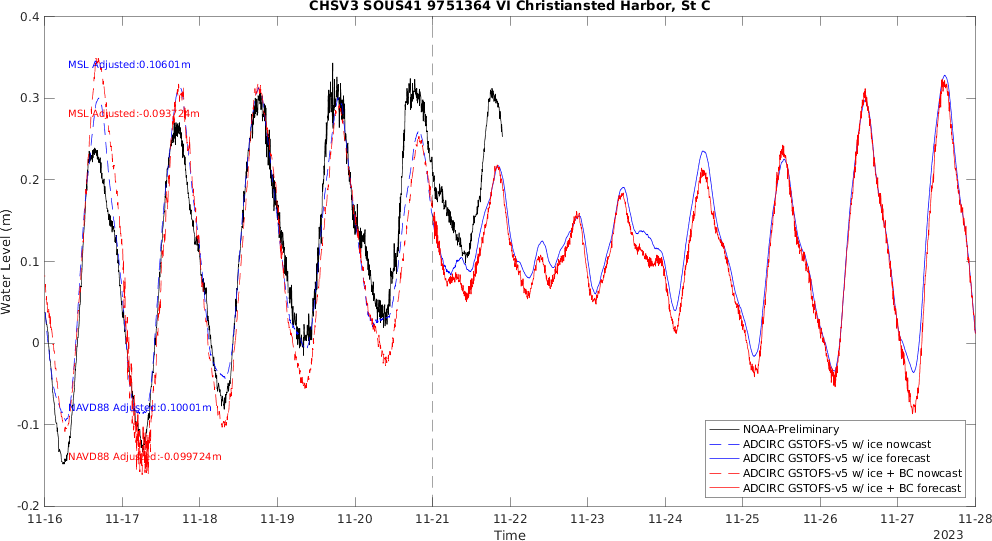 CHSV3 SOUS41 9751364 VI Christiansted Harbor, St C
0.4
0.3
0.2
0.1
0
-0.1
-0.2
Water Level (m)
MSL Adjusted:0.10601m
MSL Adjusted:-0.093724m
NAVD88 Adjusted:0.10001m
NAVD88 Adjusted:-0.099724m
NOAA-Preliminary
ADCIRC GSTOFS-v5 w/ ice nowcast
ADCIRC GSTOFS-v5 w/ ice forecast
ADCIRC GSTOFS-v5 w/ ice + BC nowcast
ADCIRC GSTOFS-v5 w/ ice + BC forecast
11-16 11-17 11-18 11-19 11-20 11-21 11-22 11-23 11-24 11-25 11-26 11-27 11-28
Time
2023